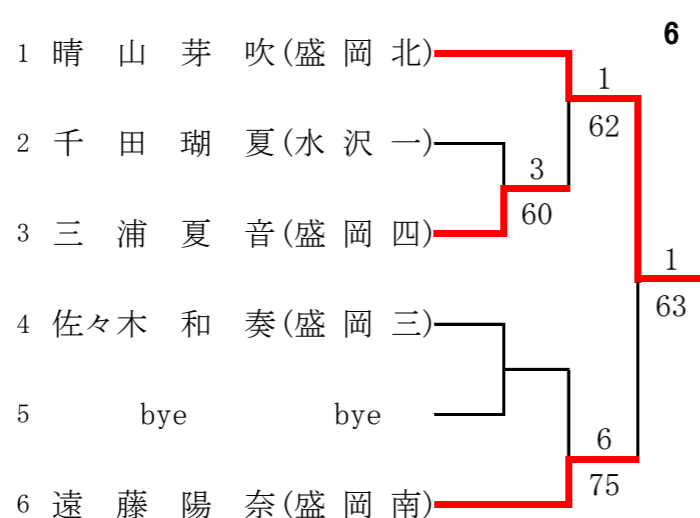 6
1 晴 山 芽 吹(盛 岡 北)
1
62
2 千 田 瑚 夏(水 沢 一)
3
60
3 三 浦 夏 音(盛 岡 四)
1
63
4 佐々木 和 奏(盛 岡 三)
5 bye bye
6
75
6 遠 藤 陽 奈(盛 岡 南)